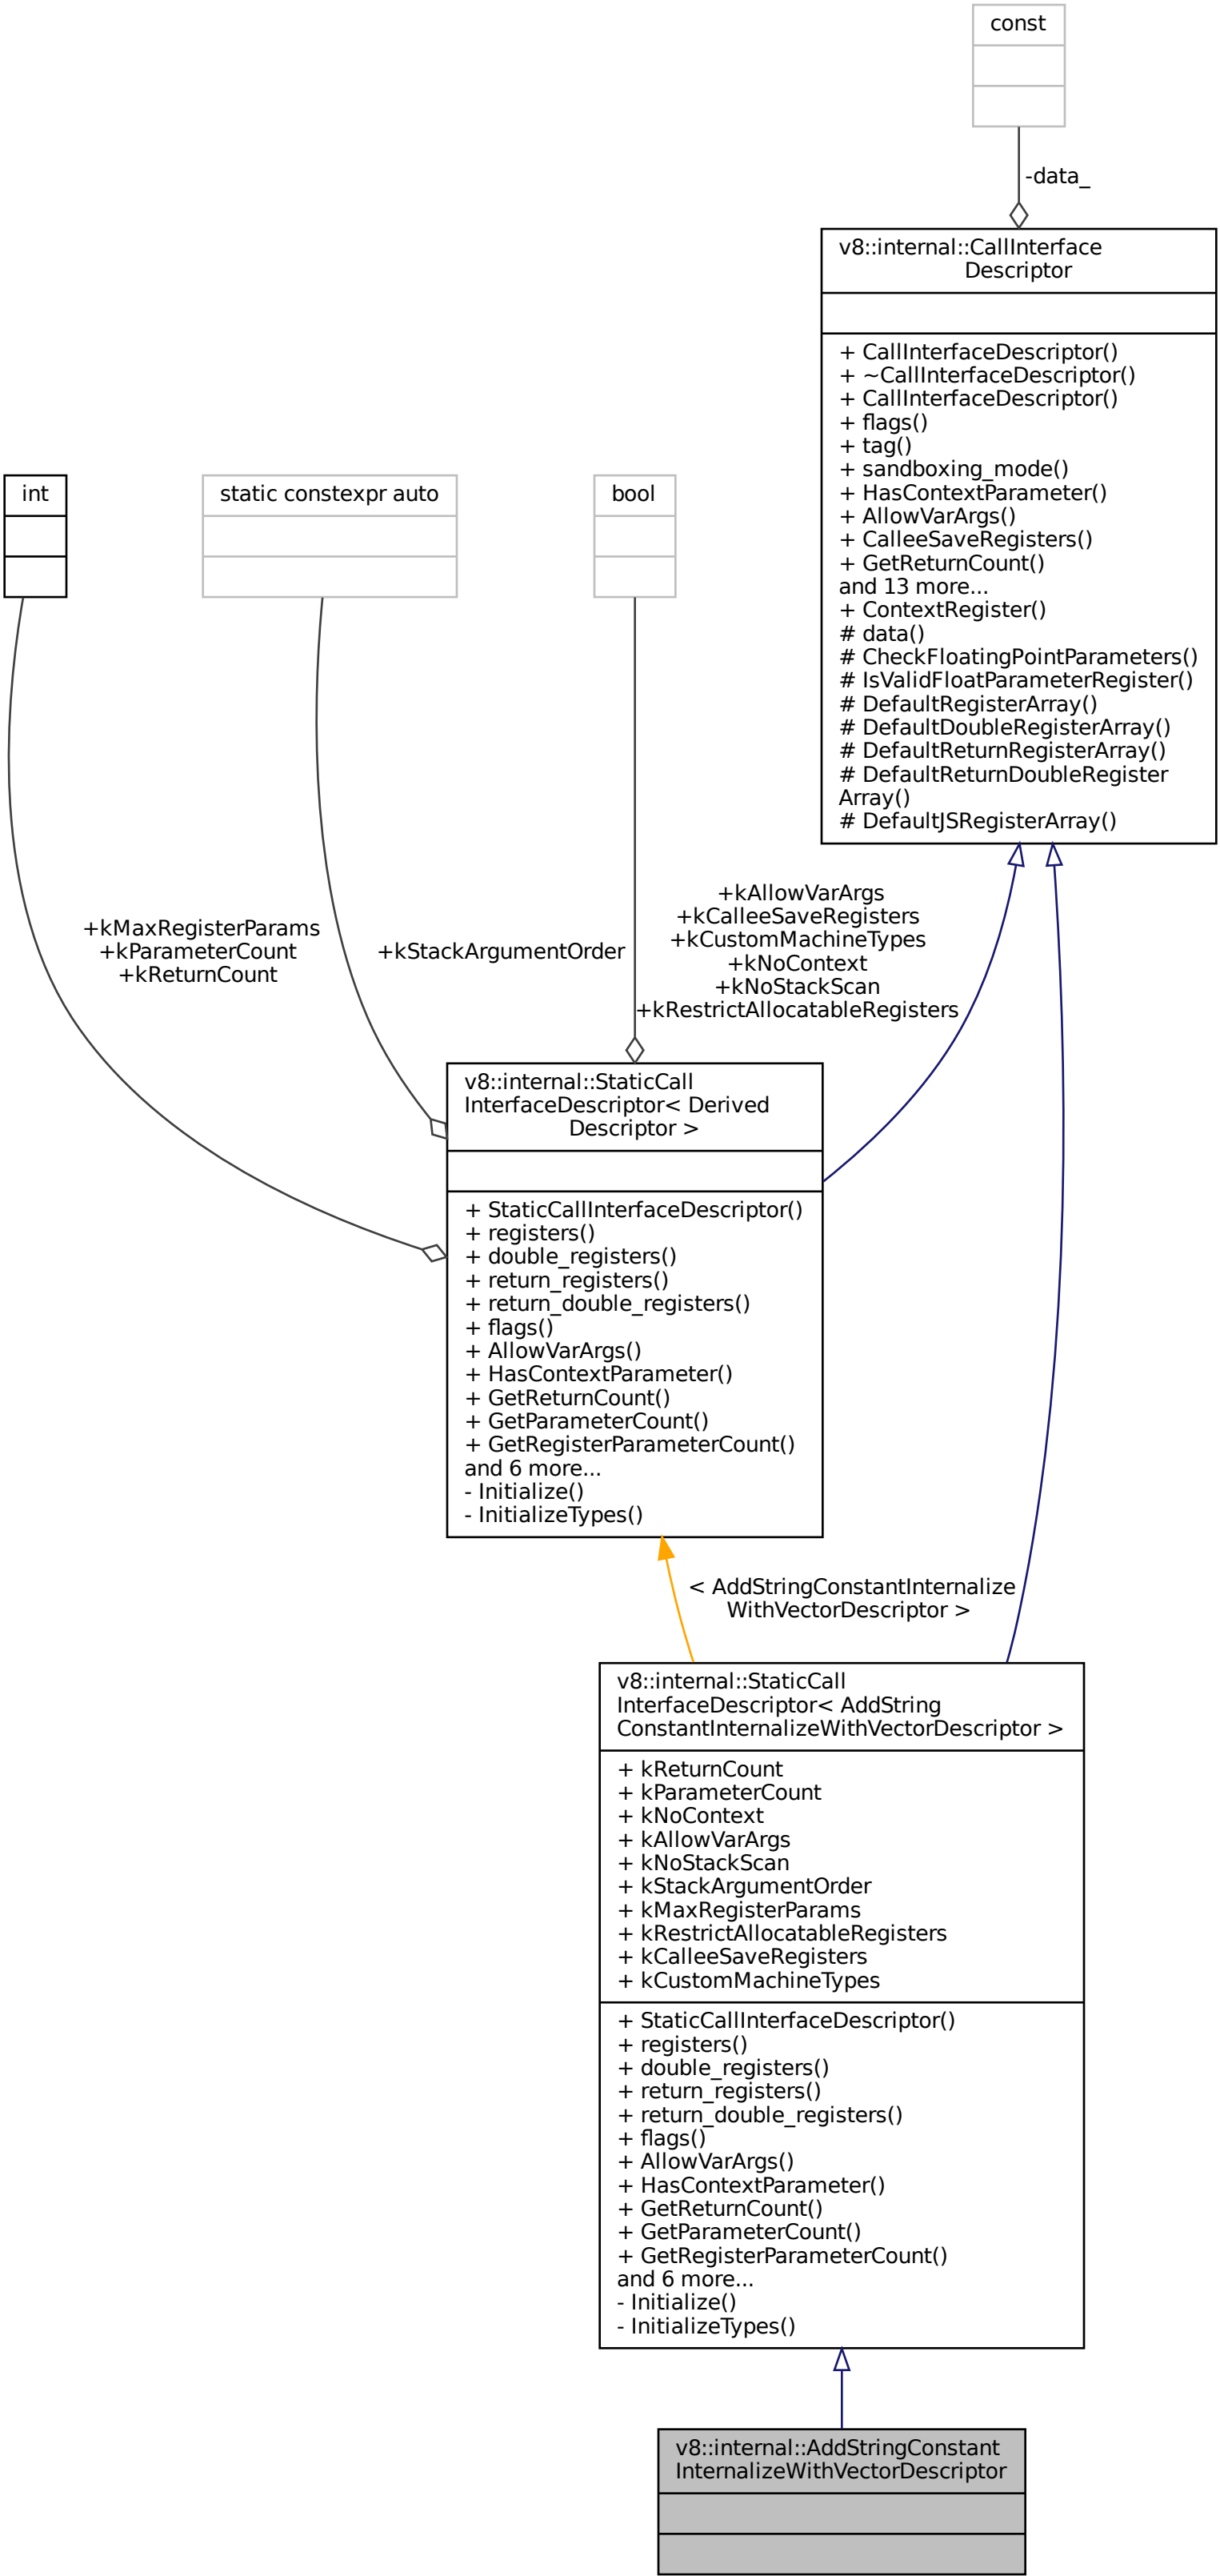 const
-data_
v8::internal::CallInterface
Descriptor
+ CallInterfaceDescriptor()
+ ~CallInterfaceDescriptor()
+ CallInterfaceDescriptor()
+ flags()
+ tag()
+ sandboxing_mode()
+ HasContextParameter()
+ AllowVarArgs()
+ CalleeSaveRegisters()
+ GetReturnCount()
and 13 more...
+ ContextRegister()
# data()
# CheckFloatingPointParameters()
# IsValidFloatParameterRegister()
# DefaultRegisterArray()
# DefaultDoubleRegisterArray()
# DefaultReturnRegisterArray()
# DefaultReturnDoubleRegister
Array()
# DefaultJSRegisterArray()
int
static constexpr auto
bool
+kMaxRegisterParams
+kParameterCount
+kReturnCount
+kStackArgumentOrder
+kAllowVarArgs
+kCalleeSaveRegisters
+kCustomMachineTypes
+kNoContext
+kNoStackScan
+kRestrictAllocatableRegisters
v8::internal::StaticCall
InterfaceDescriptor< Derived
Descriptor >
+ StaticCallInterfaceDescriptor()
+ registers()
+ double_registers()
+ return_registers()
+ return_double_registers()
+ flags()
+ AllowVarArgs()
+ HasContextParameter()
+ GetReturnCount()
+ GetParameterCount()
+ GetRegisterParameterCount()
and 6 more...
- Initialize()
- InitializeTypes()
< AddStringConstantInternalize
WithVectorDescriptor >
v8::internal::StaticCall
InterfaceDescriptor< AddString
ConstantInternalizeWithVectorDescriptor >
+ kReturnCount
+ kParameterCount
+ kNoContext
+ kAllowVarArgs
+ kNoStackScan
+ kStackArgumentOrder
+ kMaxRegisterParams
+ kRestrictAllocatableRegisters
+ kCalleeSaveRegisters
+ kCustomMachineTypes
+ StaticCallInterfaceDescriptor()
+ registers()
+ double_registers()
+ return_registers()
+ return_double_registers()
+ flags()
+ AllowVarArgs()
+ HasContextParameter()
+ GetReturnCount()
+ GetParameterCount()
+ GetRegisterParameterCount()
and 6 more...
- Initialize()
- InitializeTypes()
v8::internal::AddStringConstant
InternalizeWithVectorDescriptor